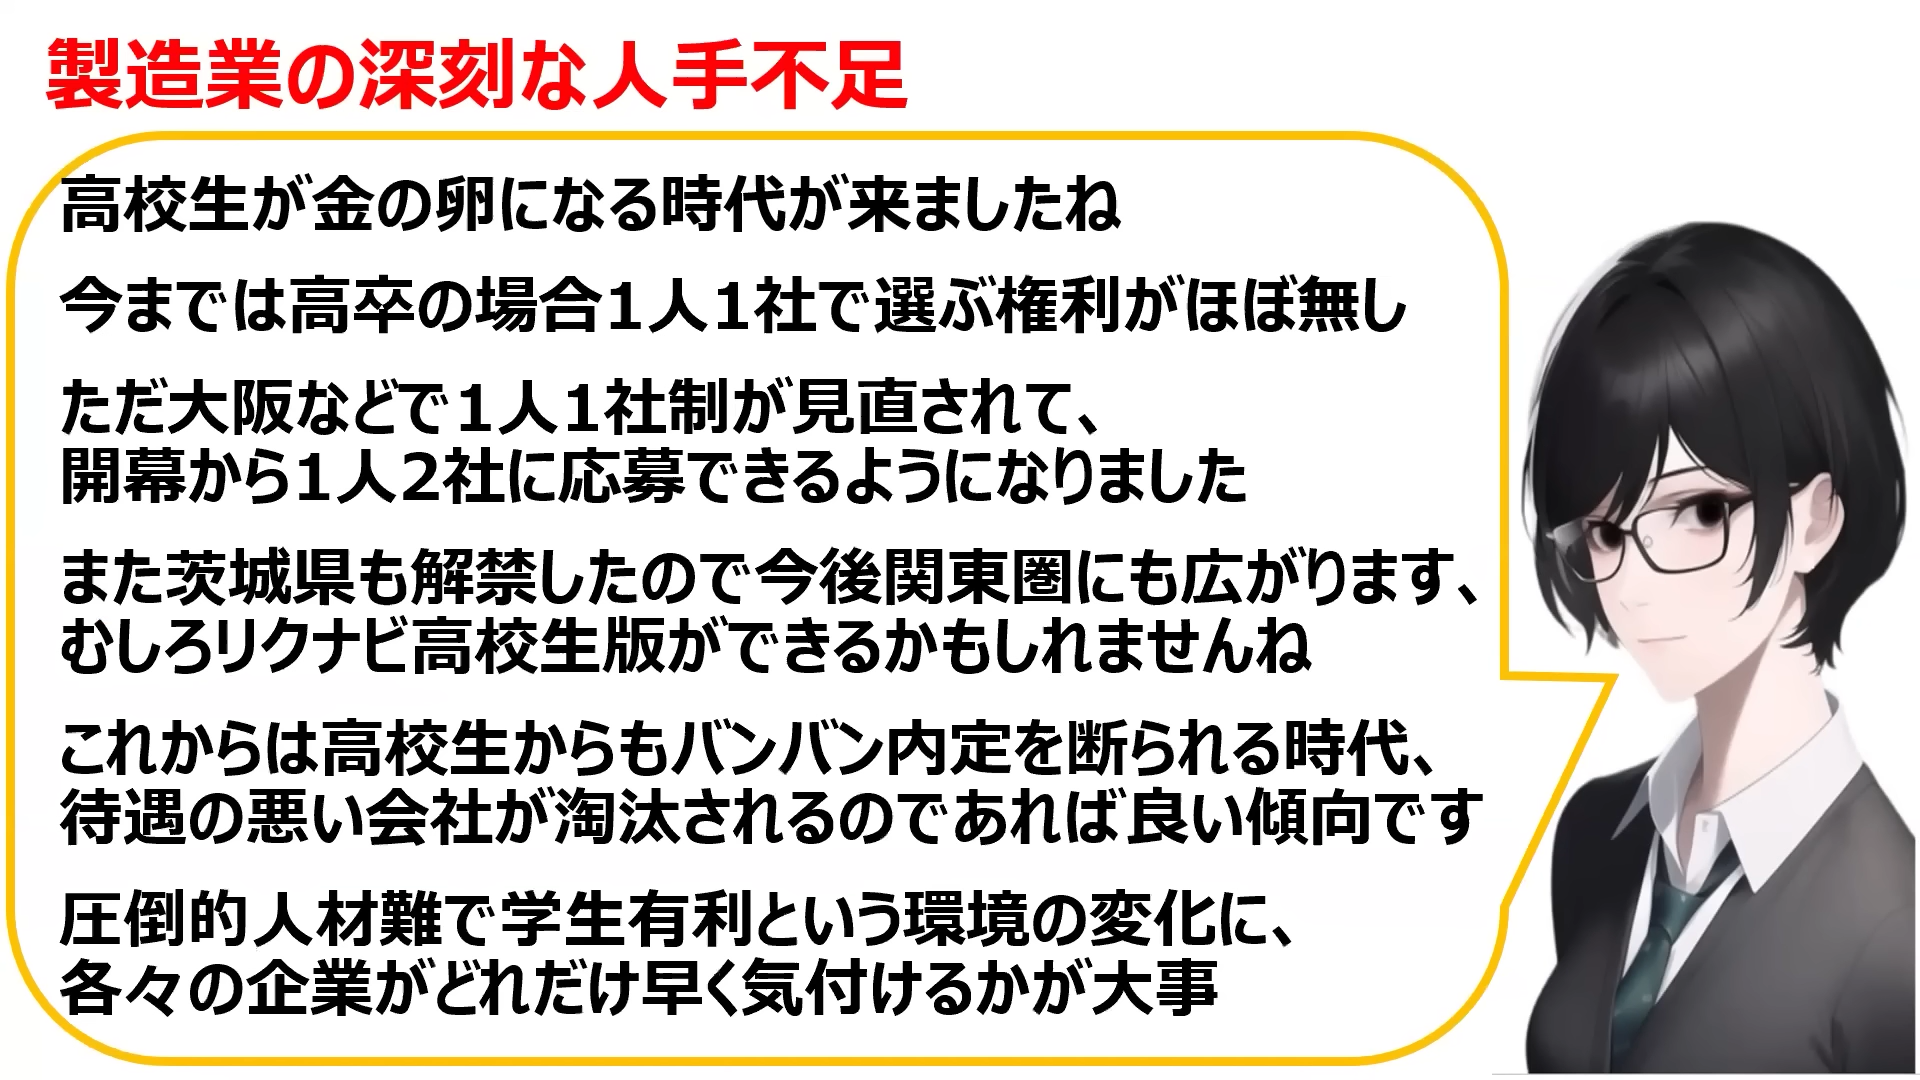 製造業の深刻な人手不足
高校生が金の卵になる時代が来ましたね
今までは高卒の場合1人1社で選ぶ権利がほぼ無し
ただ大阪などで1人1社制が見直されて、
開幕から1人2社に応募できるようになりました
また茨城県も解禁したので今後関東圏にも広がります、
むしろリクナビ高校生版ができるかもしれませんね
これからは高校生からもバンバン内定を断られる時代、
待遇の悪い会社が淘汰されるのであれば良い傾向です
圧倒的人材難で学生有利という環境の変化に、
各々の企業がどれだけ早く気付けるかが大事